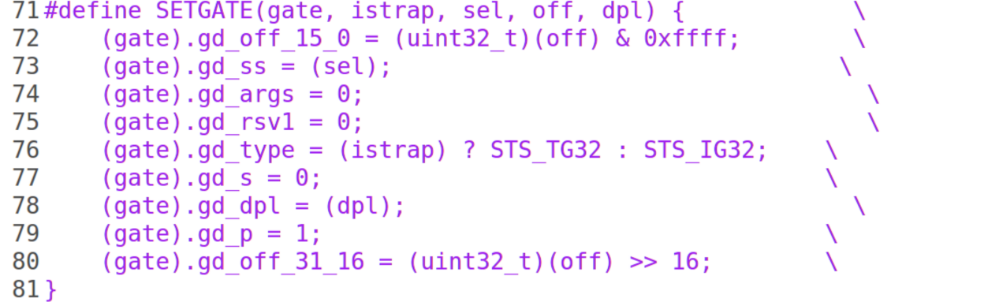 71#define SETGATE(gate, istrap, sel, off, dpl) {            \
72    (gate).gd_off_15_0 = (uint32_t)(off) & 0xffff;        \
73    (gate).gd_ss = (sel);                                \
74    (gate).gd_args = 0;                                    \
75    (gate).gd_rsv1 = 0;                                    \
76    (gate).gd_type = (istrap) ? STS_TG32 : STS_IG32;    \
77    (gate).gd_s = 0;                                    \
78    (gate).gd_dpl = (dpl);                                \
79    (gate).gd_p = 1;                                    \
80    (gate).gd_off_31_16 = (uint32_t)(off) >> 16;        \
81}